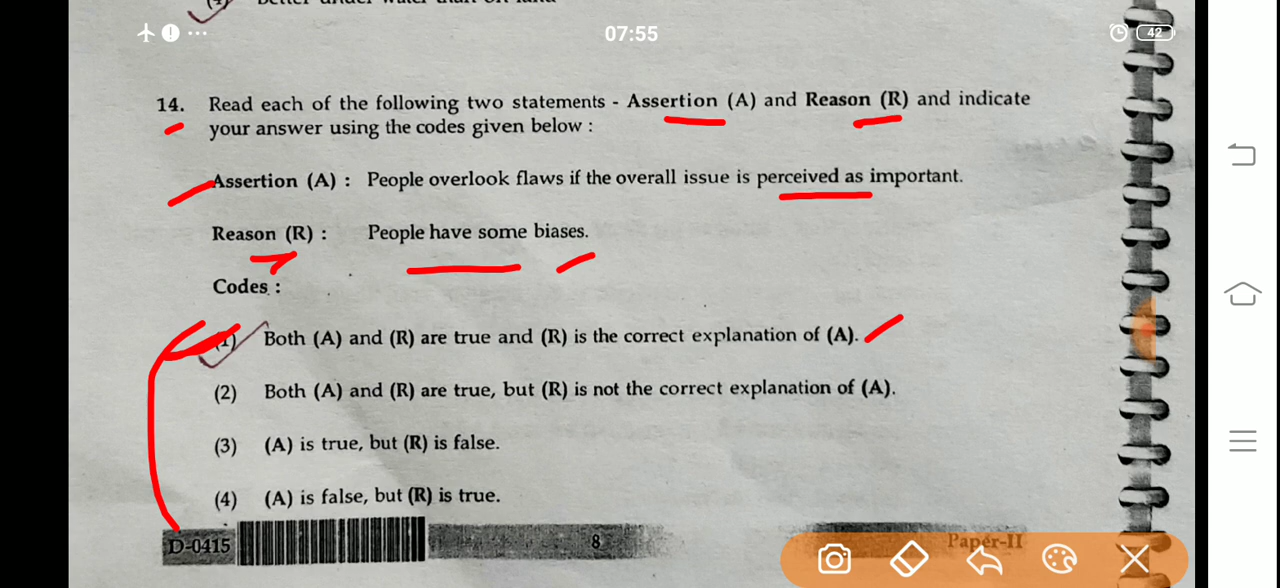 07:55
42
14. Read each of the following two statements - Assertion (A) and Reason (R) and indicate
your answer using the codes given below :
Assertion (A) : People overlook flaws if the overall issue is perceived as important.
Reason (R) : People have some biases.
Codes :
(1) Both (A) and (R) are true and (R) is the correct explanation of (A).
(2) Both (A) and (R) are true, but (R) is not the correct explanation of (A).
(3) (A) is true, but (R) is false.
(4) (A) is false, but (R) is true.
D-0415 8 Paper-II